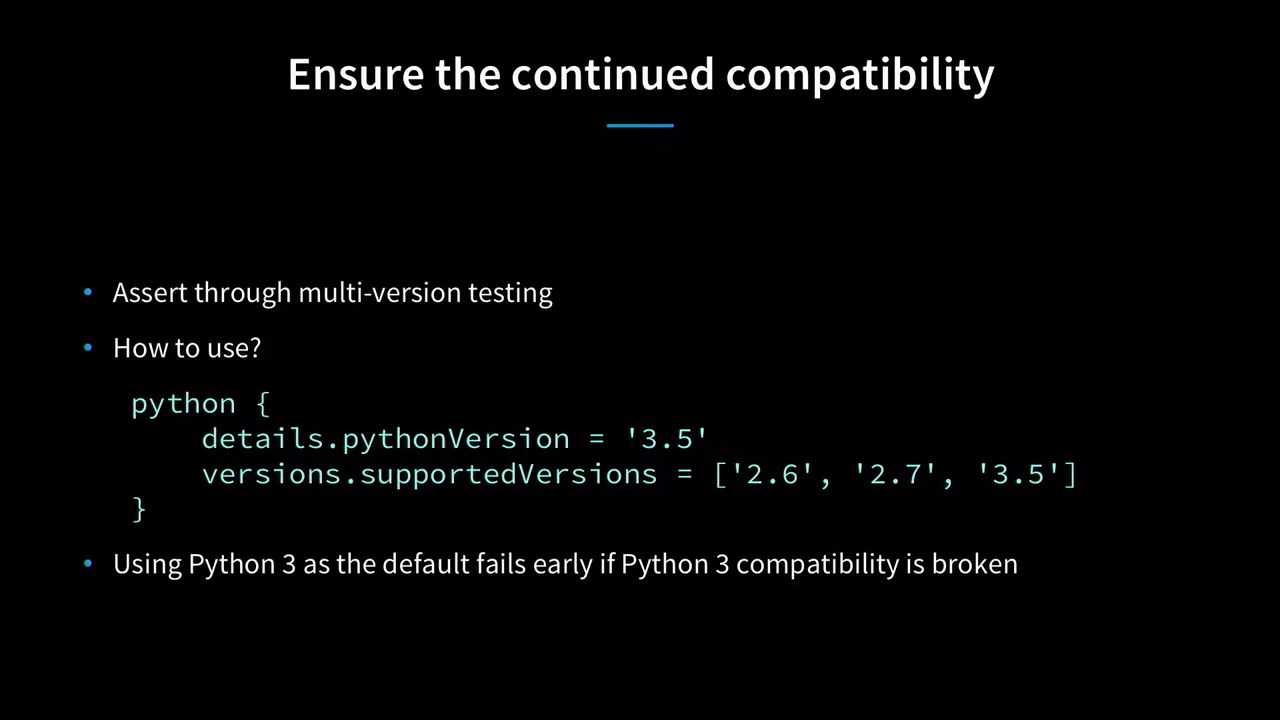 Ensure the continued compatibility
• Assert through multi-version testing
• How to use?
python {
    details.pythonVersion = '3.5'
    versions.supportedVersions = ['2.6', '2.7', '3.5']
}
• Using Python 3 as the default fails early if Python 3 compatibility is broken